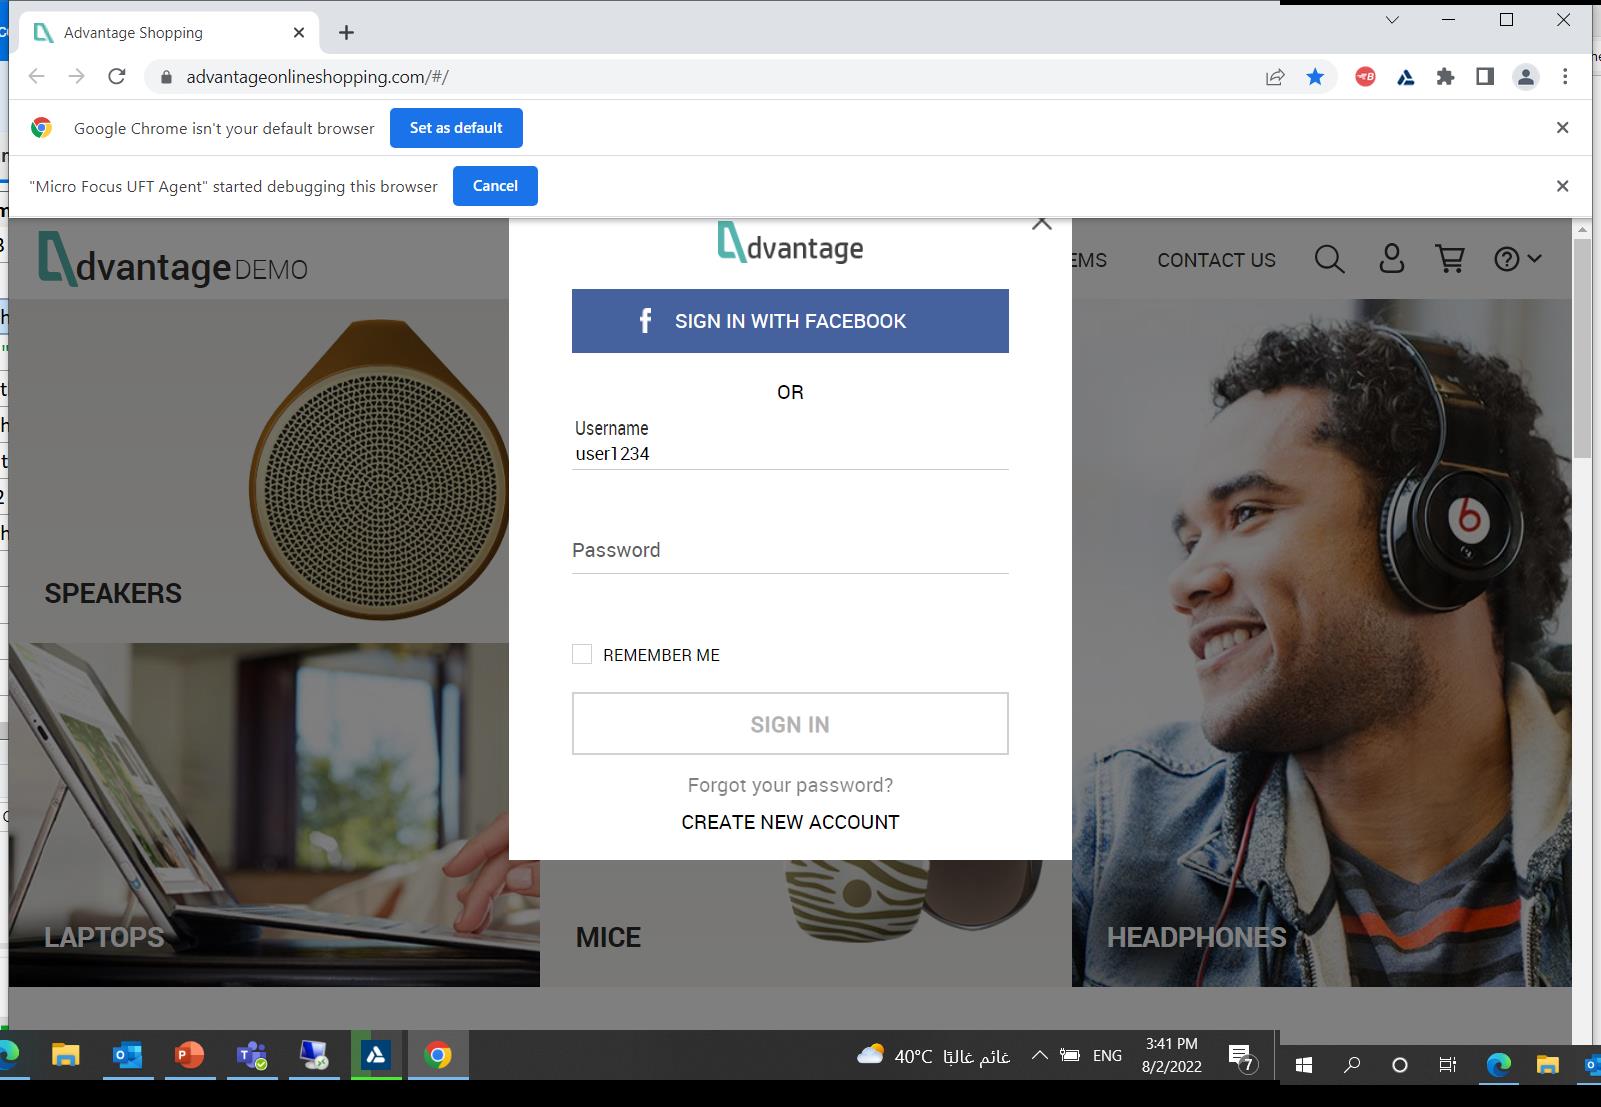 Advantage Shopping
advantageonlineshopping.com/#/
Google Chrome isn't your default browser
Set as default
"Micro Focus UFT Agent" started debugging this browser
Cancel
dvantage DEMO
EMS
CONTACT US
dvantage
f SIGN IN WITH FACEBOOK
OR
Username
user1234
Password
REMEMBER ME
SIGN IN
Forgot your password?
CREATE NEW ACCOUNT
SPEAKERS
LAPTOPS
MICE
HEADPHONES
b
40°C غائم غالبًا
ENG
3:41 PM
8/2/2022
7